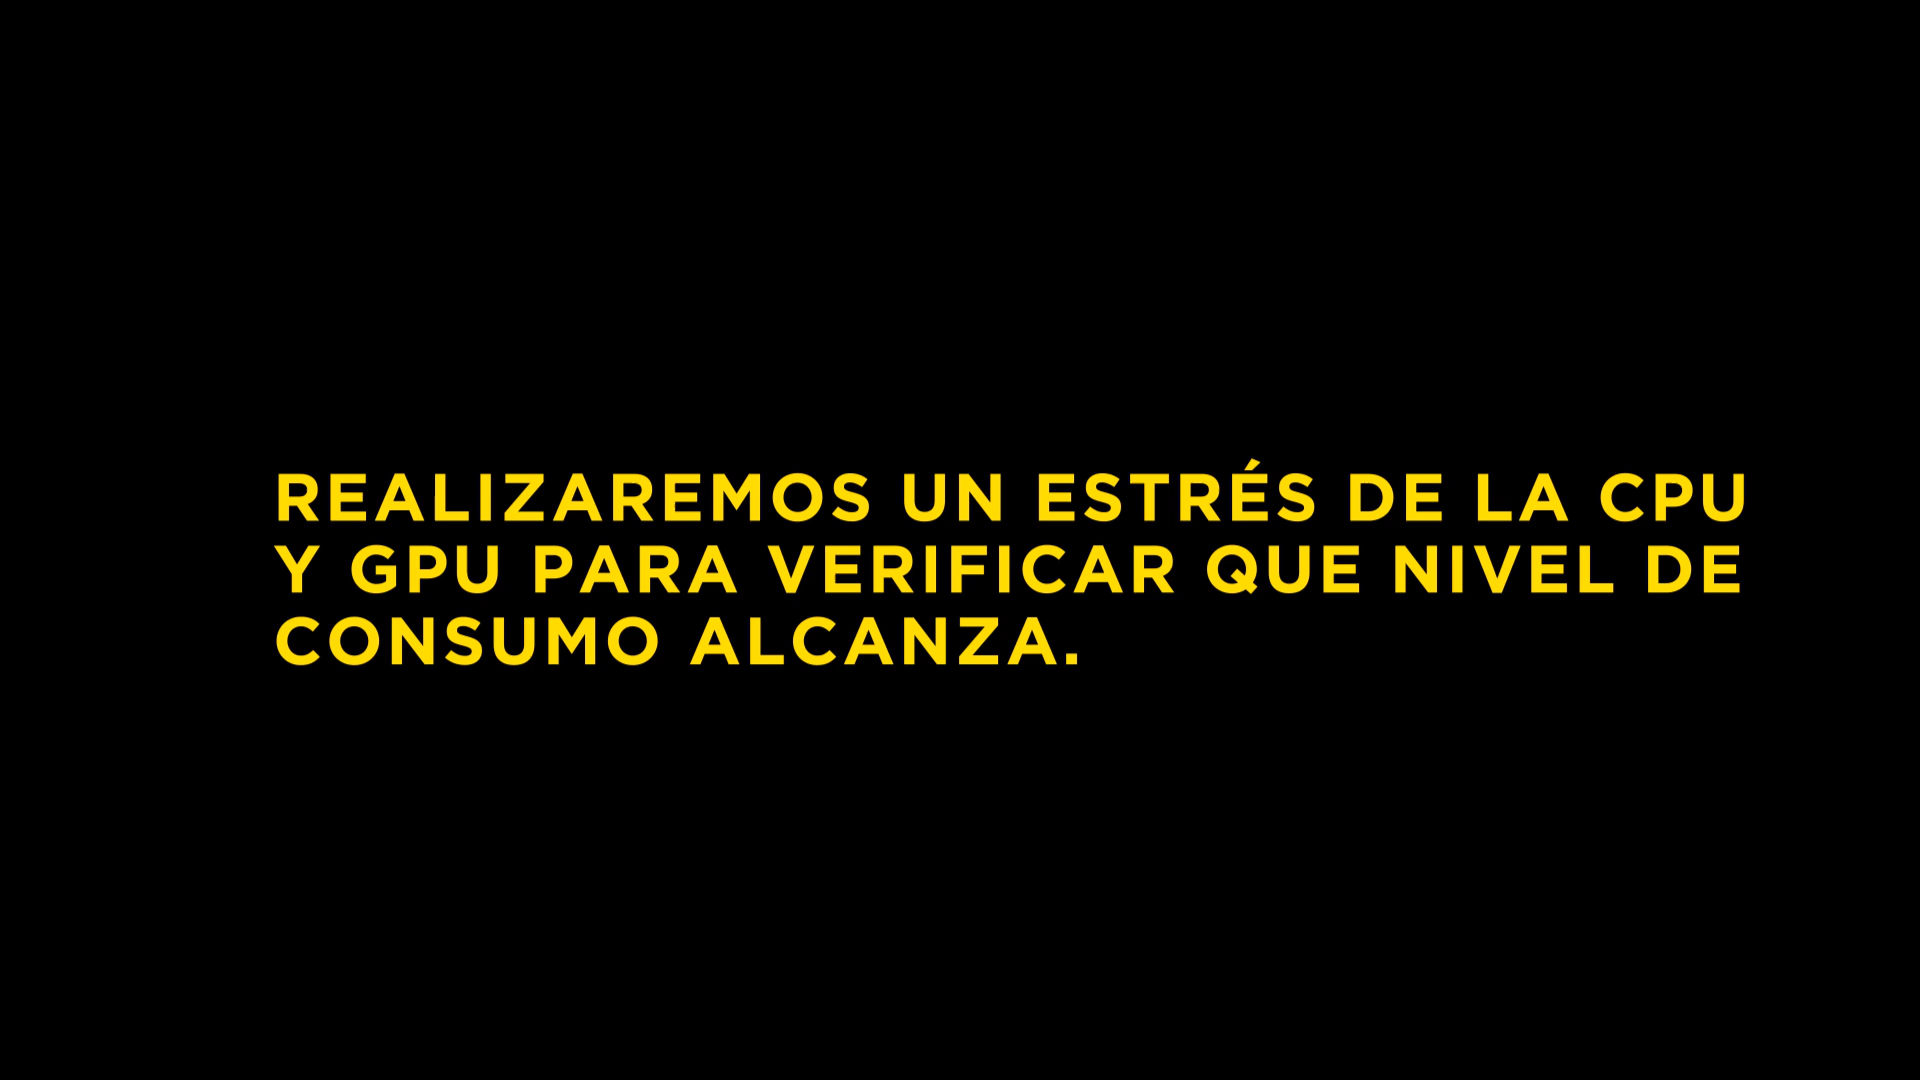 REALIZAREMOS UN ESTRÉS DE LA CPU
Y GPU PARA VERIFICAR QUE NIVEL DE
CONSUMO ALCANZA.